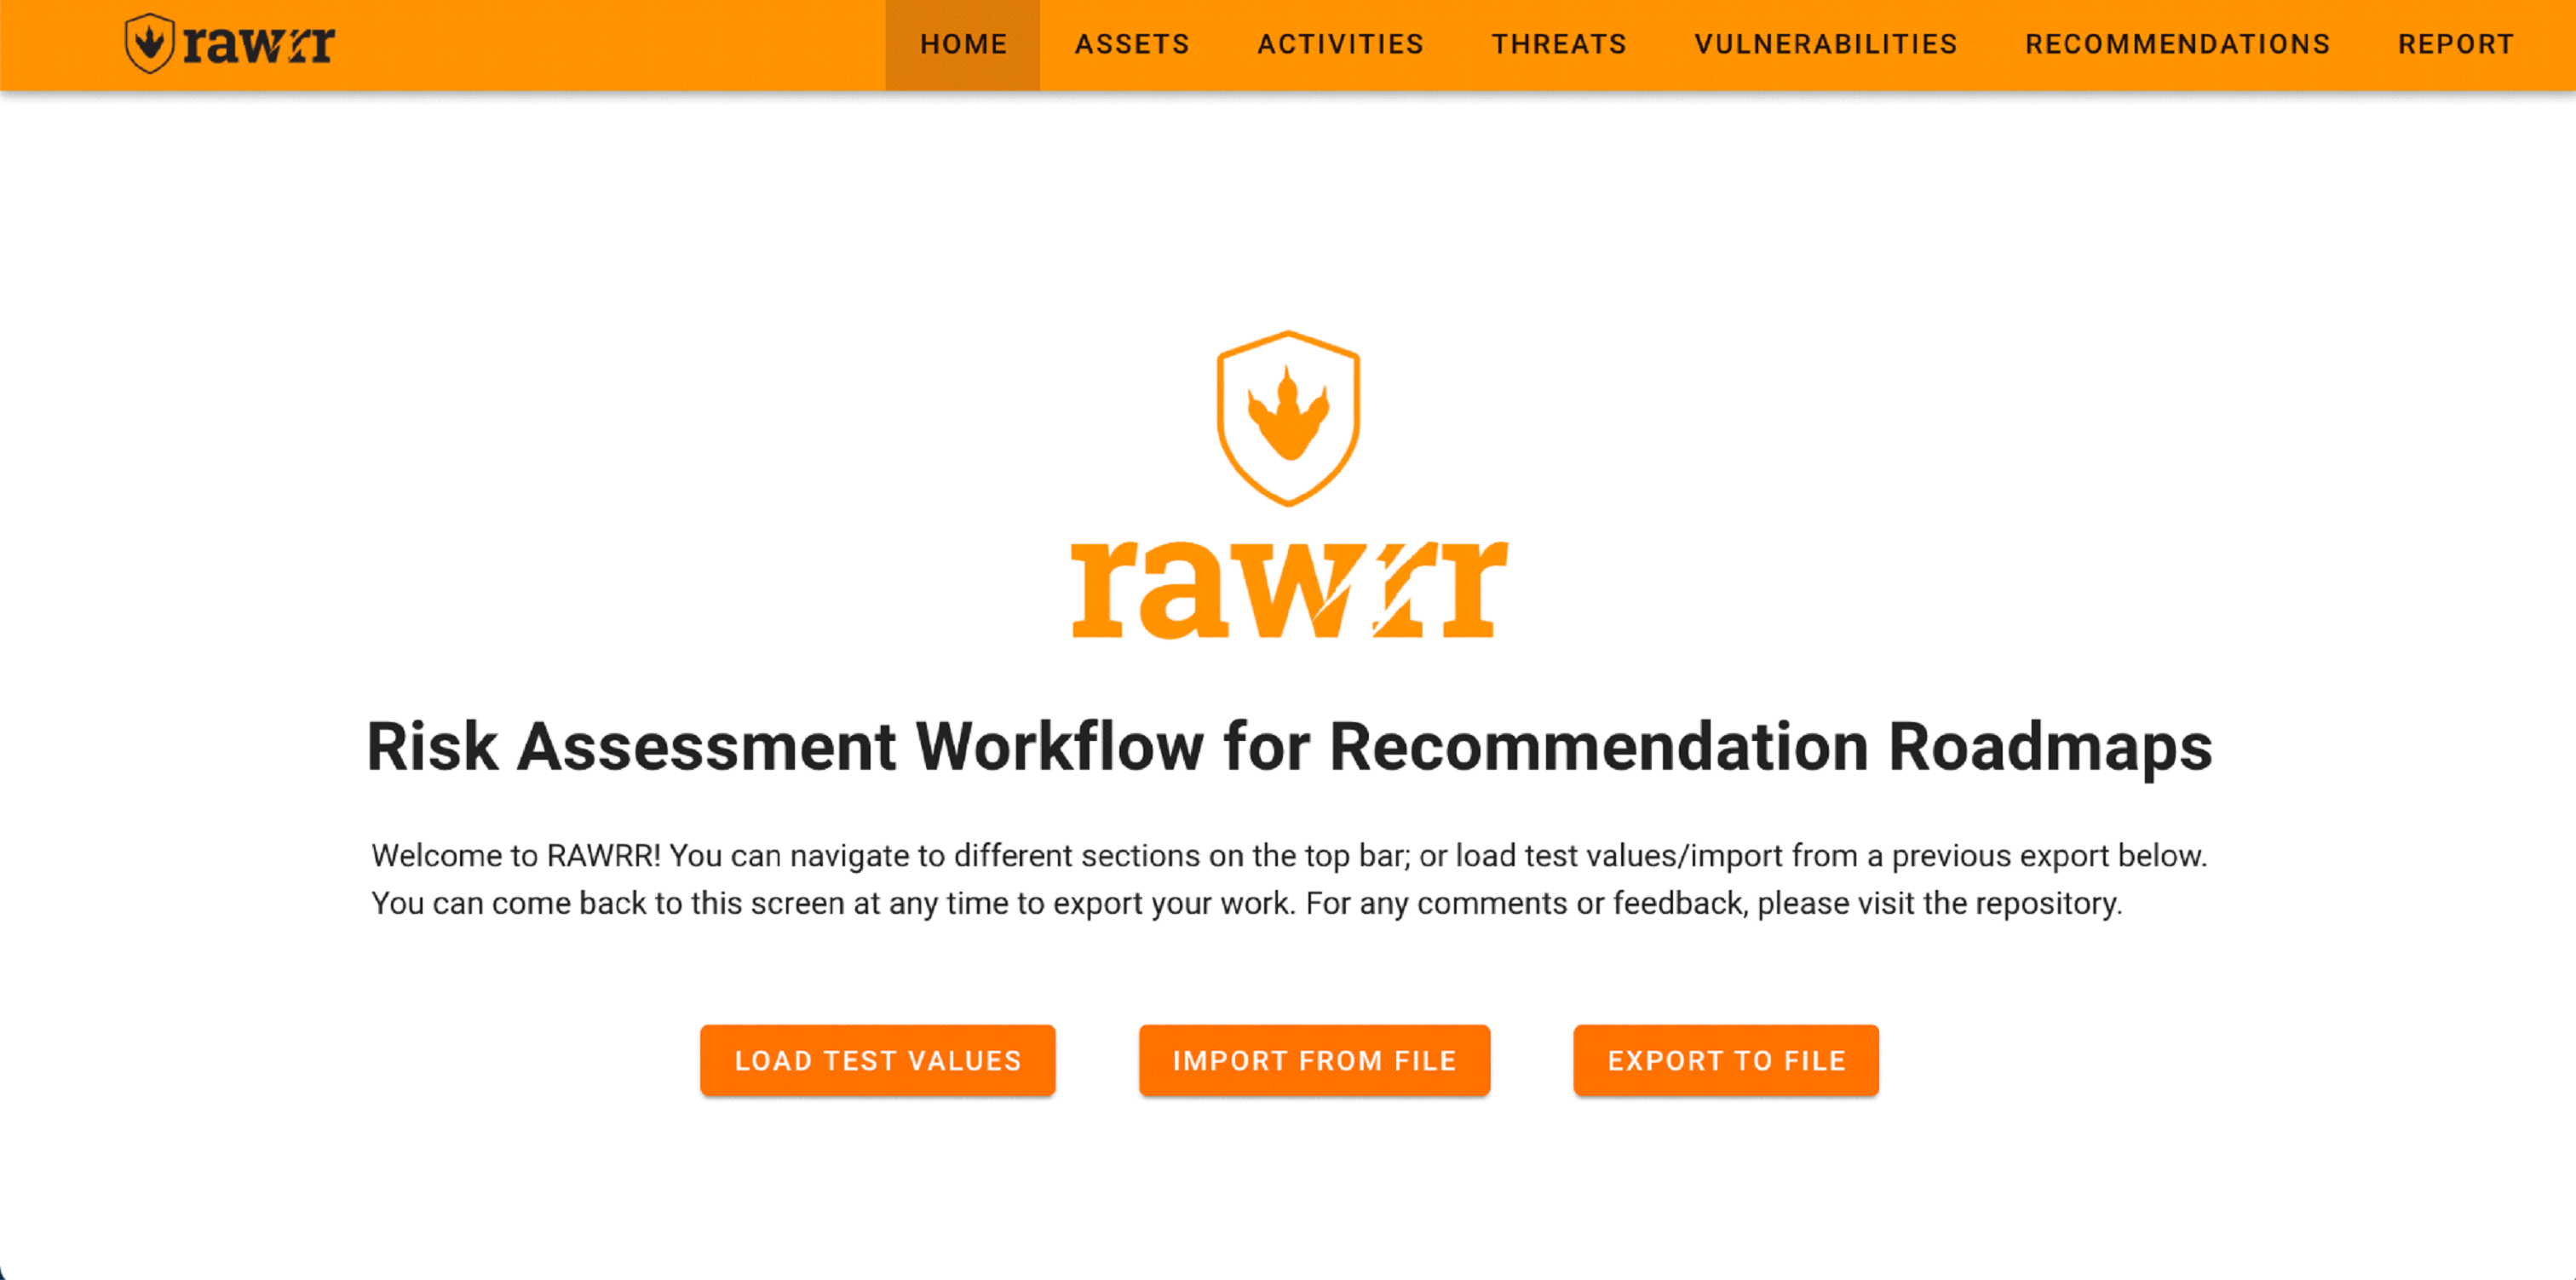 rawrr
HOME
ASSETS
ACTIVITIES
THREATS
VULNERABILITIES
RECOMMENDATIONS
REPORT
rawrr
Risk Assessment Workflow for Recommendation Roadmaps
Welcome to RAWRR! You can navigate to different sections on the top bar; or load test values/import from a previous export below.
You can come back to this screen at any time to export your work. For any comments or feedback, please visit the repository.
LOAD TEST VALUES
IMPORT FROM FILE
EXPORT TO FILE